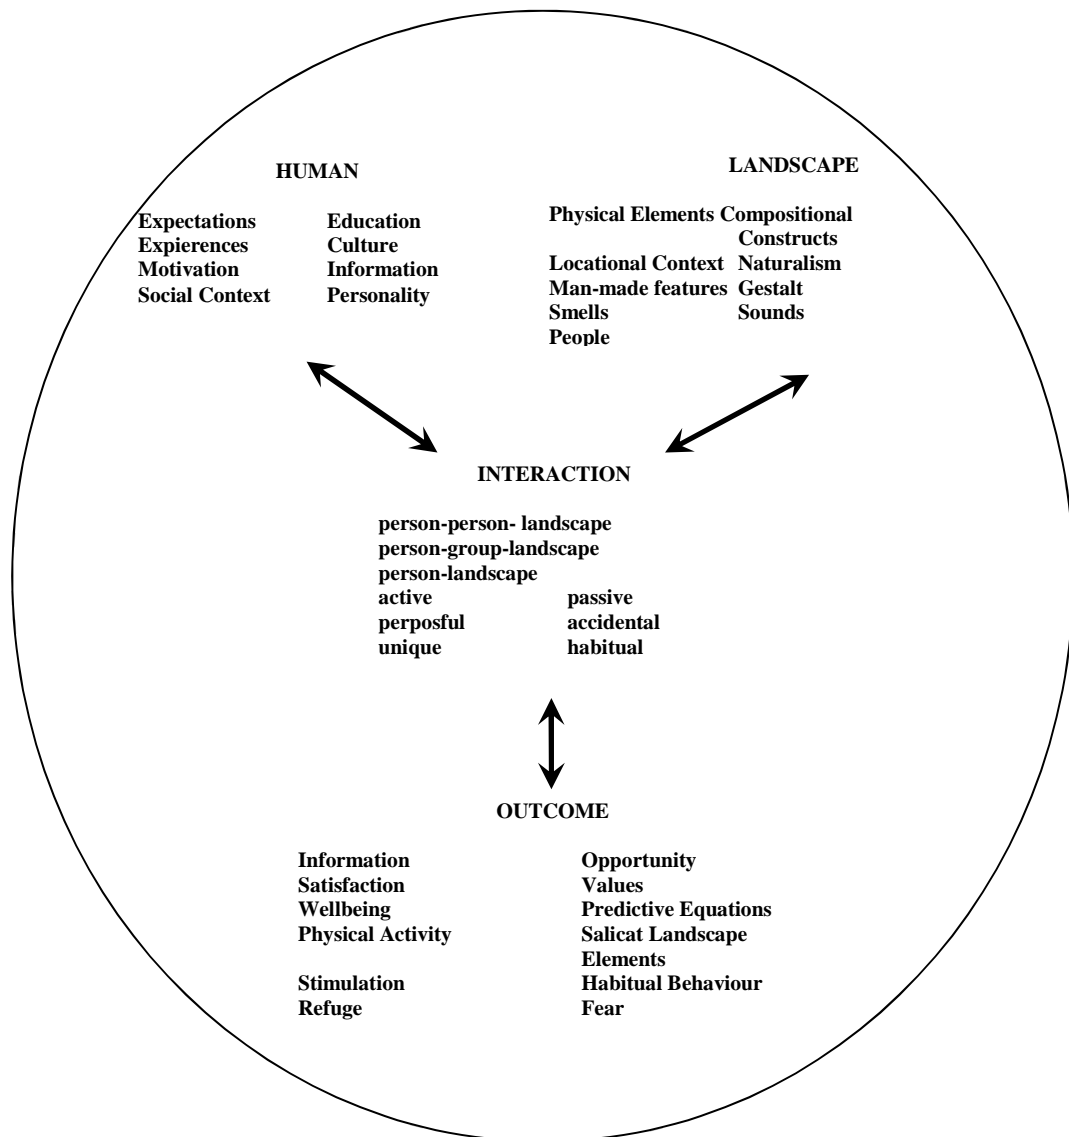 HUMAN
Expectations Education
Expierences Culture
Motivation Information
Social Context Personality
LANDSCAPE
Physical Elements Compositional
Constructs
Locational Context Naturalism
Man-made features Gestalt
Smells Sounds
People
INTERACTION
person-person- landscape
person-group-landscape
person-landscape
active passive
perposful accidental
unique habitual
OUTCOME
Information Opportunity
Satisfaction Values
Wellbeing Predictive Equations
Physical Activity Salicat Landscape
Elements
Stimulation Habitual Behaviour
Refuge Fear